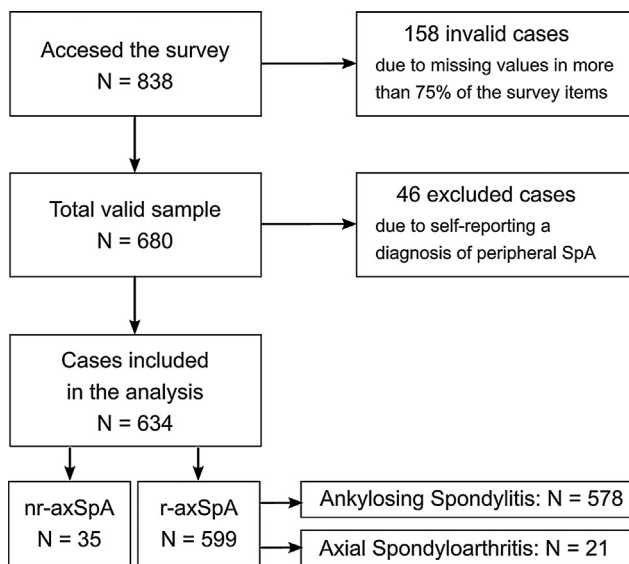 Accesed the survey
N = 838
158 invalid cases
due to missing values in more
than 75% of the survey items
Total valid sample
N = 680
46 excluded cases
due to self-reporting a
diagnosis of peripheral SpA
Cases included
in the analysis
N = 634
nr-axSpA
N = 35
r-axSpA
N = 599
Ankylosing Spondylitis: N = 578
Axial Spondyloarthritis: N = 21